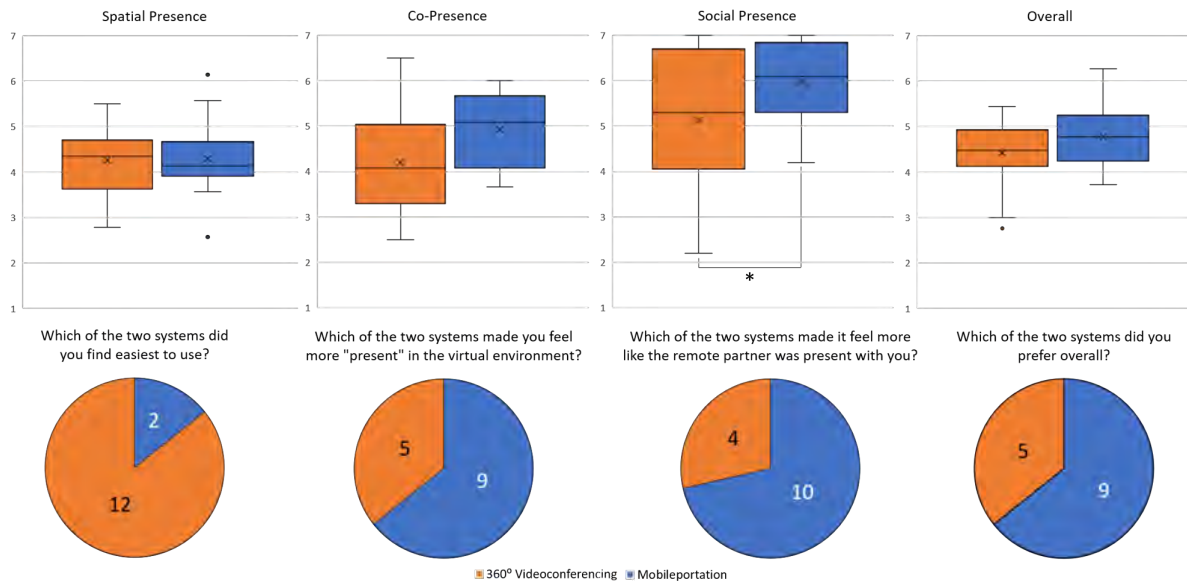 Spatial Presence
Co-Presence
Social Presence
Overall
7
6
5
4
3
2
1
7
6
5
4
3
2
1
7
6
5
4
3
2
1
*
7
6
5
4
3
2
1
Which of the two systems did
you find easiest to use?
Which of the two systems made you feel
more "present" in the virtual environment?
Which of the two systems made it feel more
like the remote partner was present with you?
Which of the two systems did you
prefer overall?
2
12
5
9
4
10
5
9
360⁰ Videoconferencing
Mobileportation